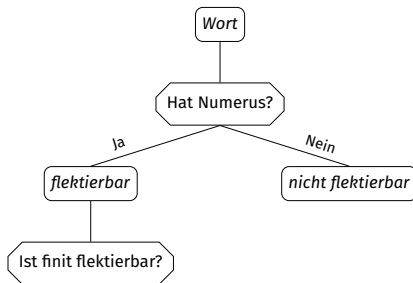 Wort
Hat Numerus?
Ja
Nein
flektierbar
nicht flektierbar
Ist finit flektierbar?